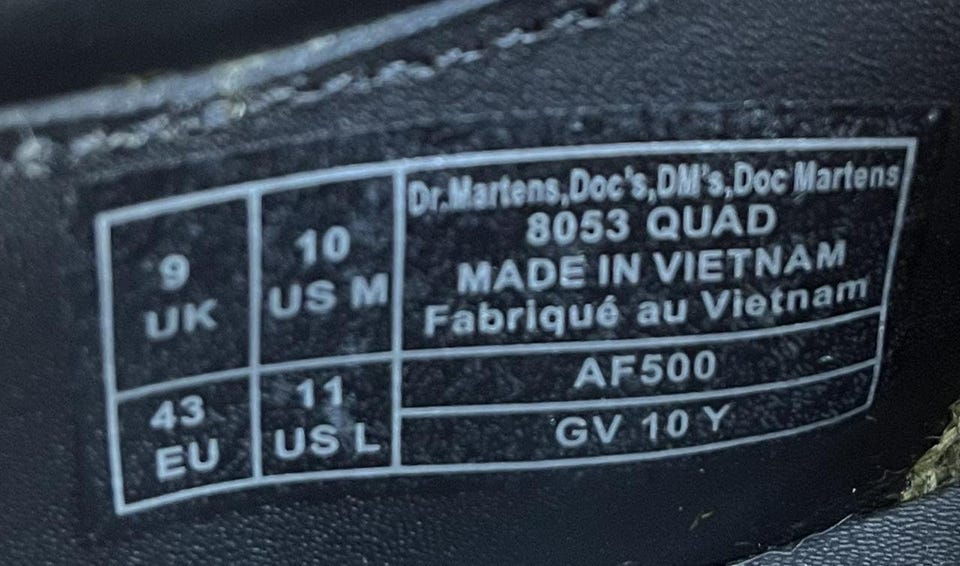 9
UK
10
US M
43
EU
11
US L
Dr.Martens,Doc's,DM's,Doc Martens
8053 QUAD
MADE IN VIETNAM
Fabriqué au Vietnam
AF500
GV 10 Y